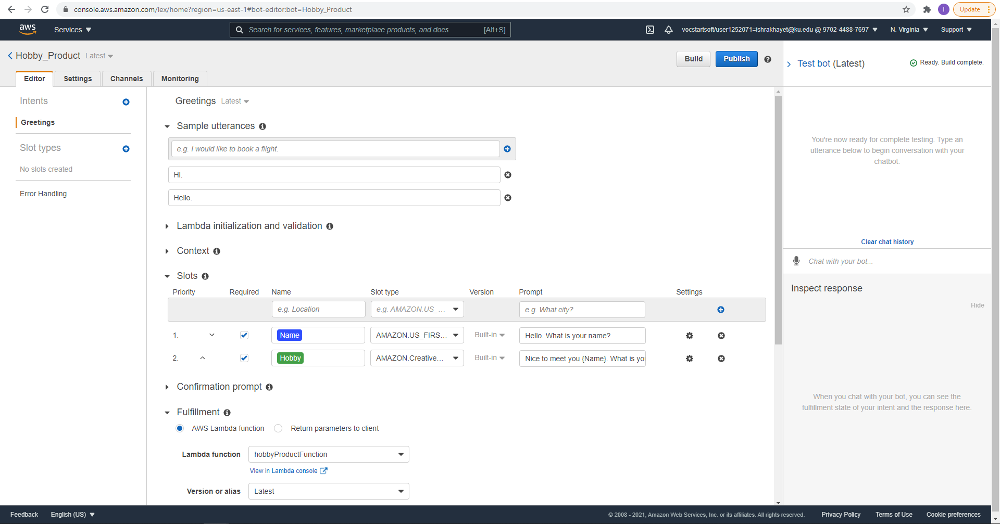 console.aws.amazon.com/lex/home?region=us-east-1#bot-editor:bot=Hobby_Product
I
Update
aws
Services
Search for services, features, marketplace products, and docs
[Alt+S]
vocstartsoft/user1252071=ishrakhayet@ku.edu @ 9702-4488-7697
N. Virginia
Support
Hobby_Product Latest
Build
Publish
Test bot (Latest)
Ready. Build complete.
Editor
Settings
Channels
Monitoring
Intents
Greetings
Slot types
No slots created
Error Handling
Greetings Latest
Sample utterances
e.g. I would like to book a flight.
Hi.
Hello.
Lambda initialization and validation
Context
Slots
Priority Required Name Slot type Version Prompt Settings
e.g. Location e.g. AMAZON.US_... e.g. What city?
1. Name AMAZON.US_FIRS... Built-in Hello. What is your name?
2. Hobby AMAZON.Creative... Built-in Nice to meet you {Name}. What is you
Confirmation prompt
Fulfillment
AWS Lambda function Return parameters to client
Lambda function hobbyProductFunction
View in Lambda console
Version or alias Latest
You're now ready for complete testing. Type an
utterance below to begin conversation with your
chatbot.
Clear chat history
Chat with your bot...
Inspect response
Hide
When you chat with your bot, you can see the
fulfillment state of your intent and the response here.
Feedback
English (US)
© 2008 - 2021, Amazon Web Services, Inc. or its affiliates. All rights reserved.
Privacy Policy
Terms of Use
Cookie preferences